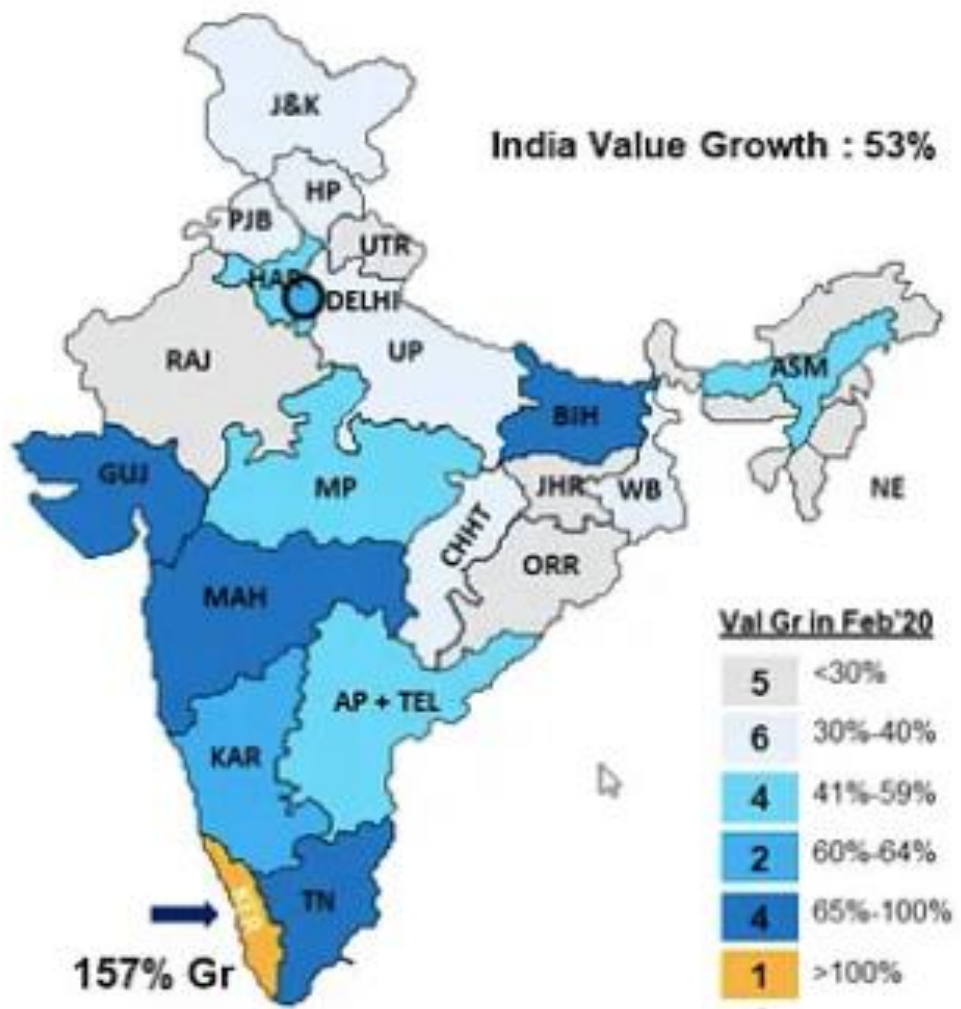 J&K
India Value Growth : 53%
HP
PJB
UTR
HAR
DELHI
UP
RAJ
ASM
BIH
GUJ
MP
JHR
WB
NE
CHHT
ORR
MAH
Val Gr in Feb'20
5 <30%
6 30%-40%
4 41%-59%
2 60%-64%
4 65%-100%
1 >100%
AP + TEL
KAR
TN
KER
157% Gr